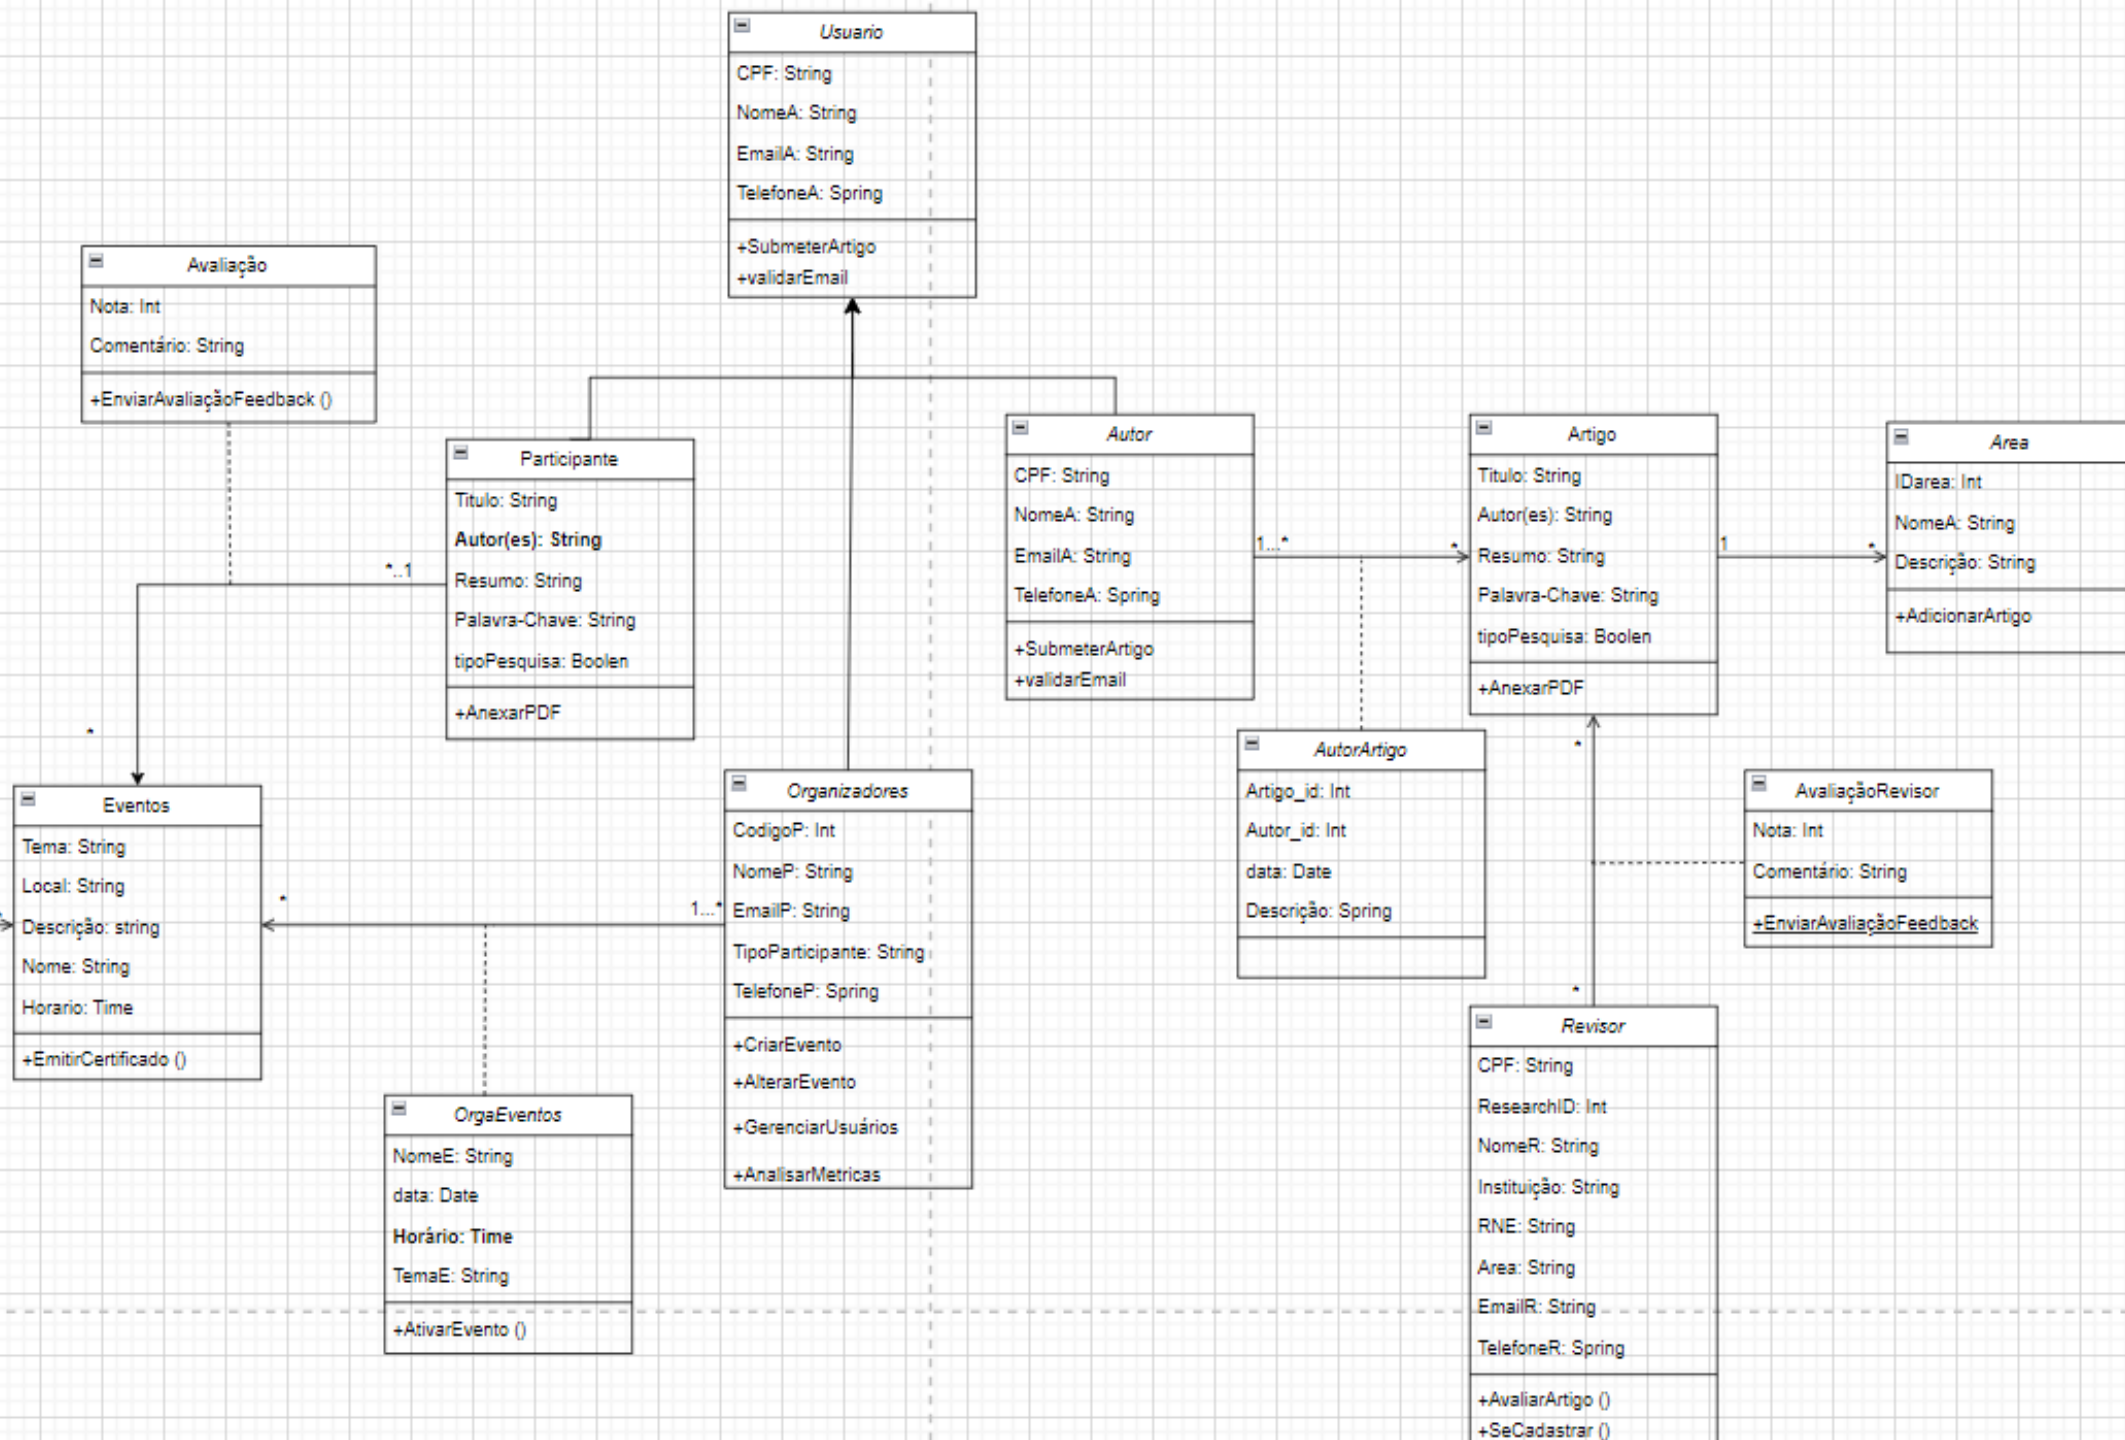 Usuario
CPF: String
NomeA: String
EmailA: String
TelefoneA: Spring
+SubmeterArtigo
+validarEmail
Avaliação
Nota: Int
Comentário: String
+EnviarAvaliaçãoFeedback ()
Participante
Titulo: String
Autor(es): String
Resumo: String
Palavra-Chave: String
tipoPesquisa: Boolen
+AnexarPDF
*..1
*
Autor
CPF: String
NomeA: String
EmailA: String
TelefoneA: Spring
+SubmeterArtigo
+validarEmail
1...*
*
Artigo
Titulo: String
Autor(es): String
Resumo: String
Palavra-Chave: String
tipoPesquisa: Boolen
+AnexarPDF
1
*
Area
IDarea: Int
NomeA: String
Descrição: String
+AdicionarArtigo
Eventos
Tema: String
Local: String
Descrição: string
Nome: String
Horario: Time
+EmitirCertificado ()
*
1...*
Organizadores
CodigoP: Int
NomeP: String
EmailP: String
TipoParticipante: String
TelefoneP: Spring
+CriarEvento
+AlterarEvento
+GerenciarUsuários
+AnalisarMetricas
AutorArtigo
Artigo_id: Int
Autor_id: Int
data: Date
Descrição: Spring
*
*
AvaliaçãoRevisor
Nota: Int
Comentário: String
+EnviarAvaliaçãoFeedback
OrgaEventos
NomeE: String
data: Date
Horário: Time
TemaE: String
+AtivarEvento ()
Revisor
CPF: String
ResearchID: Int
NomeR: String
Instituição: String
RNE: String
Area: String
EmailR: String
TelefoneR: Spring
+AvaliarArtigo ()
+SeCadastrar ()